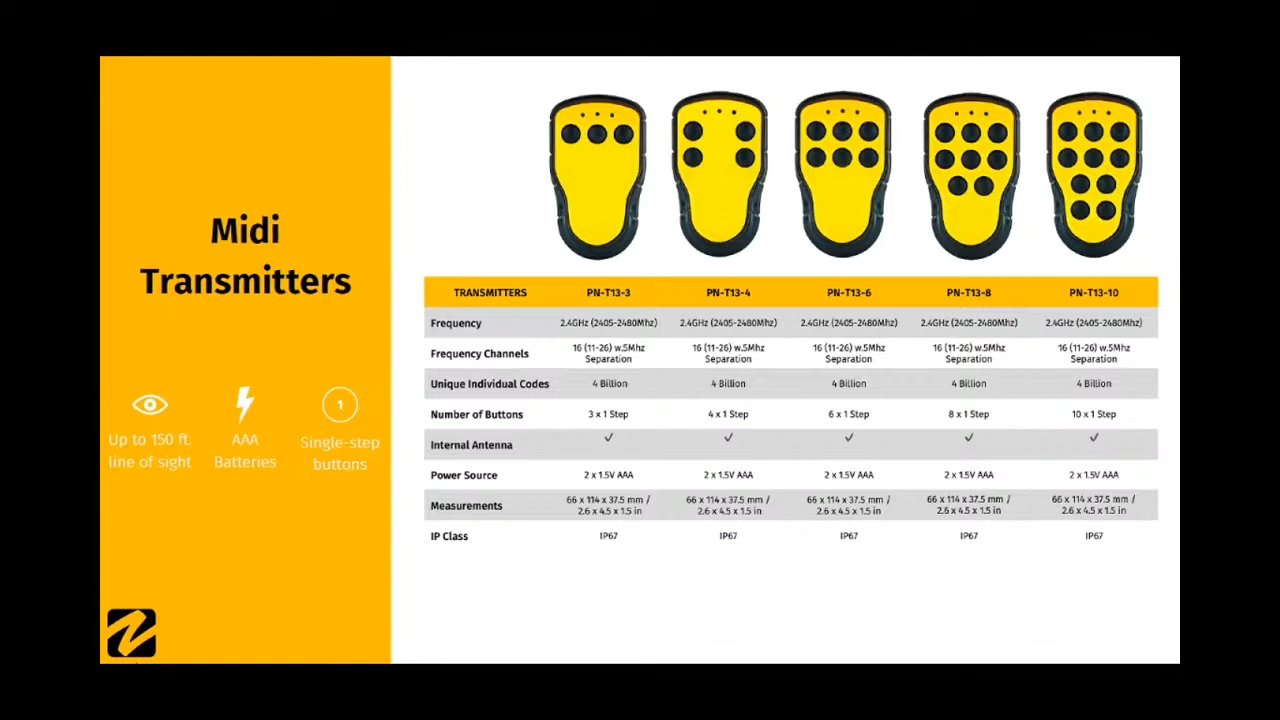 Midi
Transmitters
Up to 150 ft.
line of sight
AAA
Batteries
1
Single-step
buttons
TRANSMITTERS PN-T13-3 PN-T13-4 PN-T13-6 PN-T13-8 PN-T13-10
Frequency 2.4GHz (2405-2480Mhz) 2.4GHz (2405-2480Mhz) 2.4GHz (2405-2480Mhz) 2.4GHz (2405-2480Mhz) 2.4GHz (2405-2480Mhz)
Frequency Channels 16 (11-26) w.5Mhz Separation 16 (11-26) w.5Mhz Separation 16 (11-26) w.5Mhz Separation 16 (11-26) w.5Mhz Separation 16 (11-26) w.5Mhz Separation
Unique Individual Codes 4 Billion 4 Billion 4 Billion 4 Billion 4 Billion
Number of Buttons 3 x 1 Step 4 x 1 Step 6 x 1 Step 8 x 1 Step 10 x 1 Step
Internal Antenna ✓ ✓ ✓ ✓ ✓
Power Source 2 x 1.5V AAA 2 x 1.5V AAA 2 x 1.5V AAA 2 x 1.5V AAA 2 x 1.5V AAA
Measurements 66 x 114 x 37.5 mm / 2.6 x 4.5 x 1.5 in 66 x 114 x 37.5 mm / 2.6 x 4.5 x 1.5 in 66 x 114 x 37.5 mm / 2.6 x 4.5 x 1.5 in 66 x 114 x 37.5 mm / 2.6 x 4.5 x 1.5 in 66 x 114 x 37.5 mm / 2.6 x 4.5 x 1.5 in
IP Class IP67 IP67 IP67 IP67 IP67